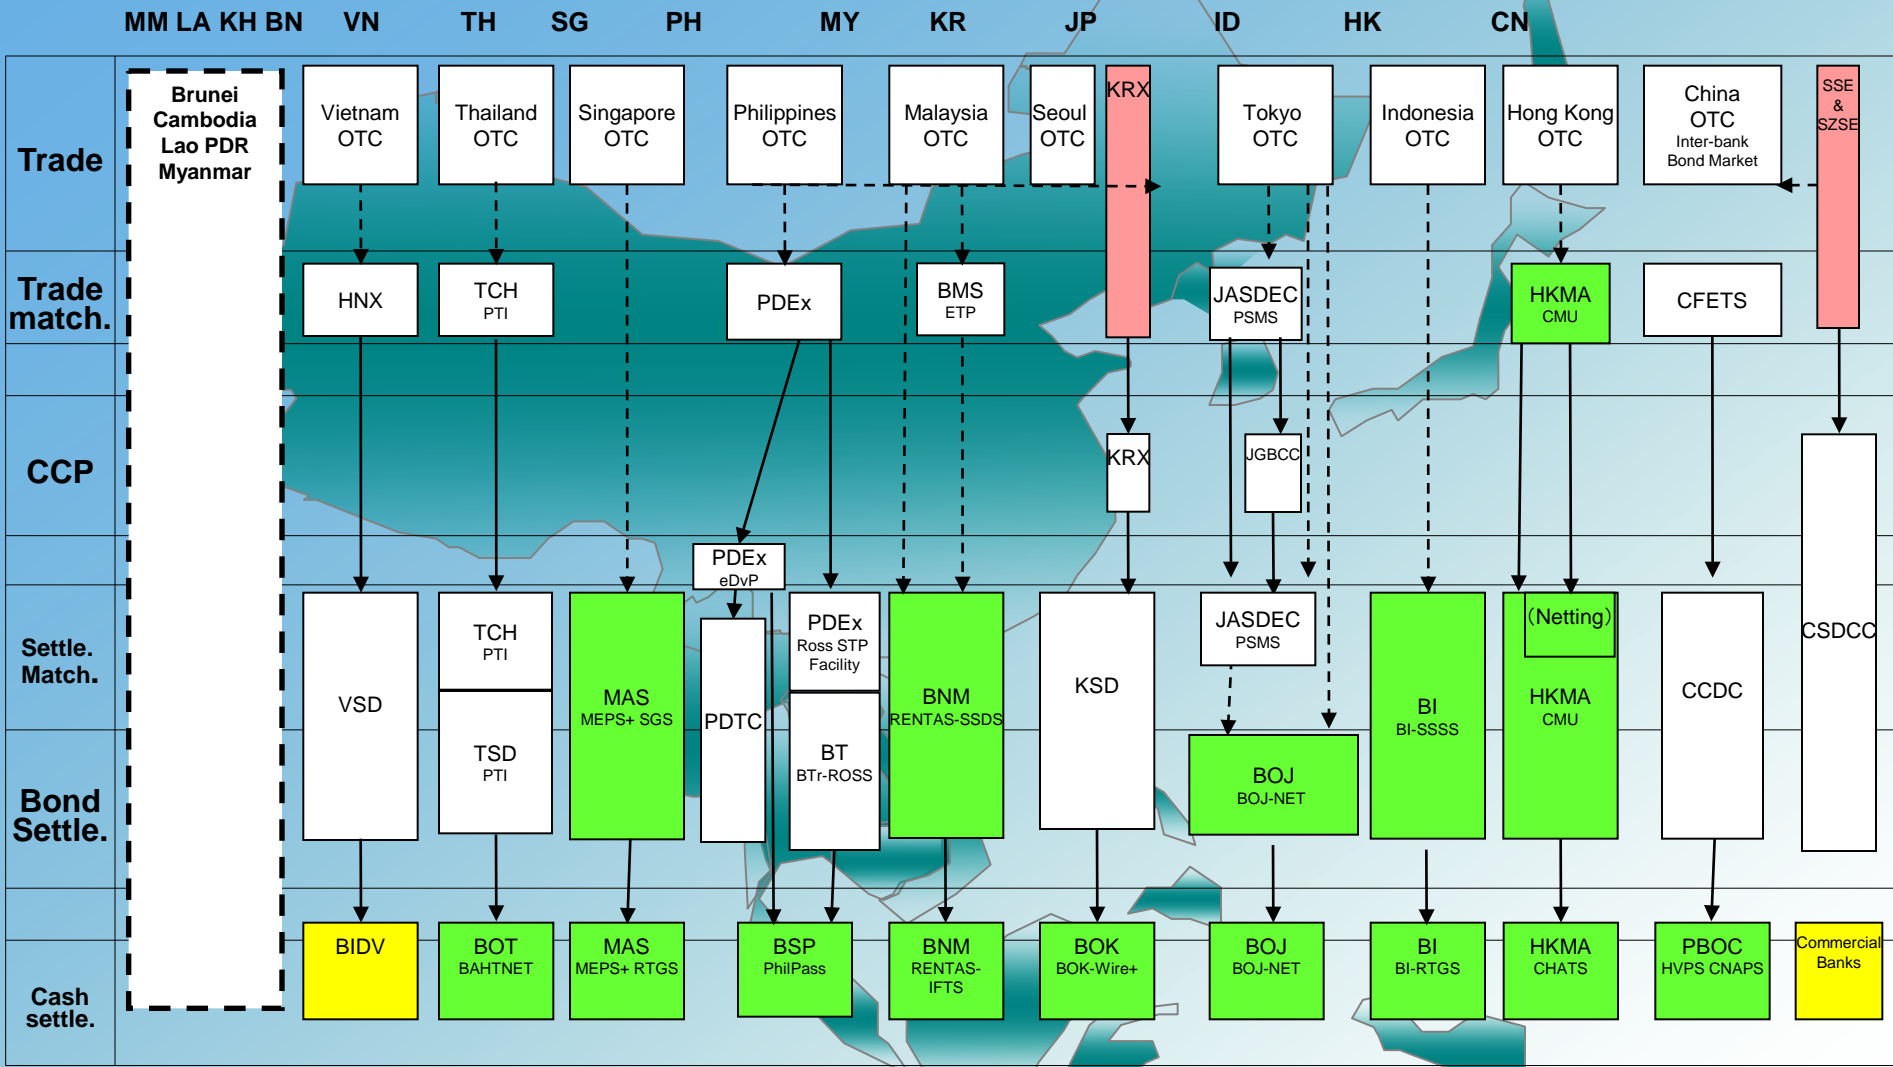 MM LA KH BN VN TH SG PH MY KR JP ID HK CN
Trade
Brunei
Cambodia
Lao PDR
Myanmar
Vietnam
OTC
Thailand
OTC
Singapore
OTC
Philippines
OTC
Malaysia
OTC
Seoul
OTC
KRX
Tokyo
OTC
Indonesia
OTC
Hong Kong
OTC
China
OTC
Inter-bank
Bond Market
SSE
&
SZSE
Trade
match.
HNX
TCH
PTI
PDEx
BMS
ETP
JASDEC
PSMS
HKMA
CMU
CFETS
CCP
KRX
JGBCC
PDEx
eDvP
Settle.
Match.
VSD
TCH
PTI
MAS
MEPS+ SGS
PDTC
PDEx
Ross STP
Facility
BNM
RENTAS-SSDS
KSD
JASDEC
PSMS
BI
BI-SSSS
(Netting)
HKMA
CMU
CCDC
CSDCC
Bond
Settle.
TSD
PTI
BT
BTr-ROSS
BOJ
BOJ-NET
Cash
settle.
BIDV
BOT
BAHTNET
MAS
MEPS+ RTGS
BSP
PhilPass
BNM
RENTAS-
IFTS
BOK
BOK-Wire+
BOJ
BOJ-NET
BI
BI-RTGS
HKMA
CHATS
PBOC
HVPS CNAPS
Commercial
Banks